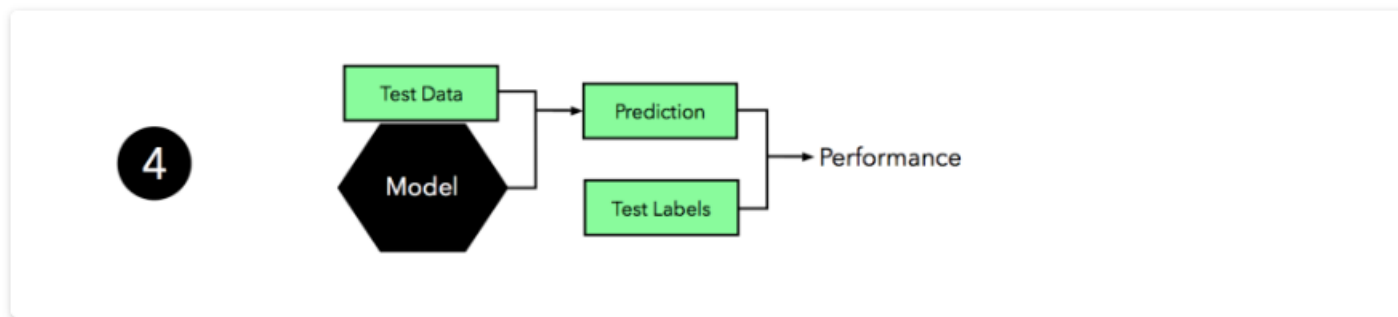 4
Test Data
Model
Prediction
Test Labels
Performance